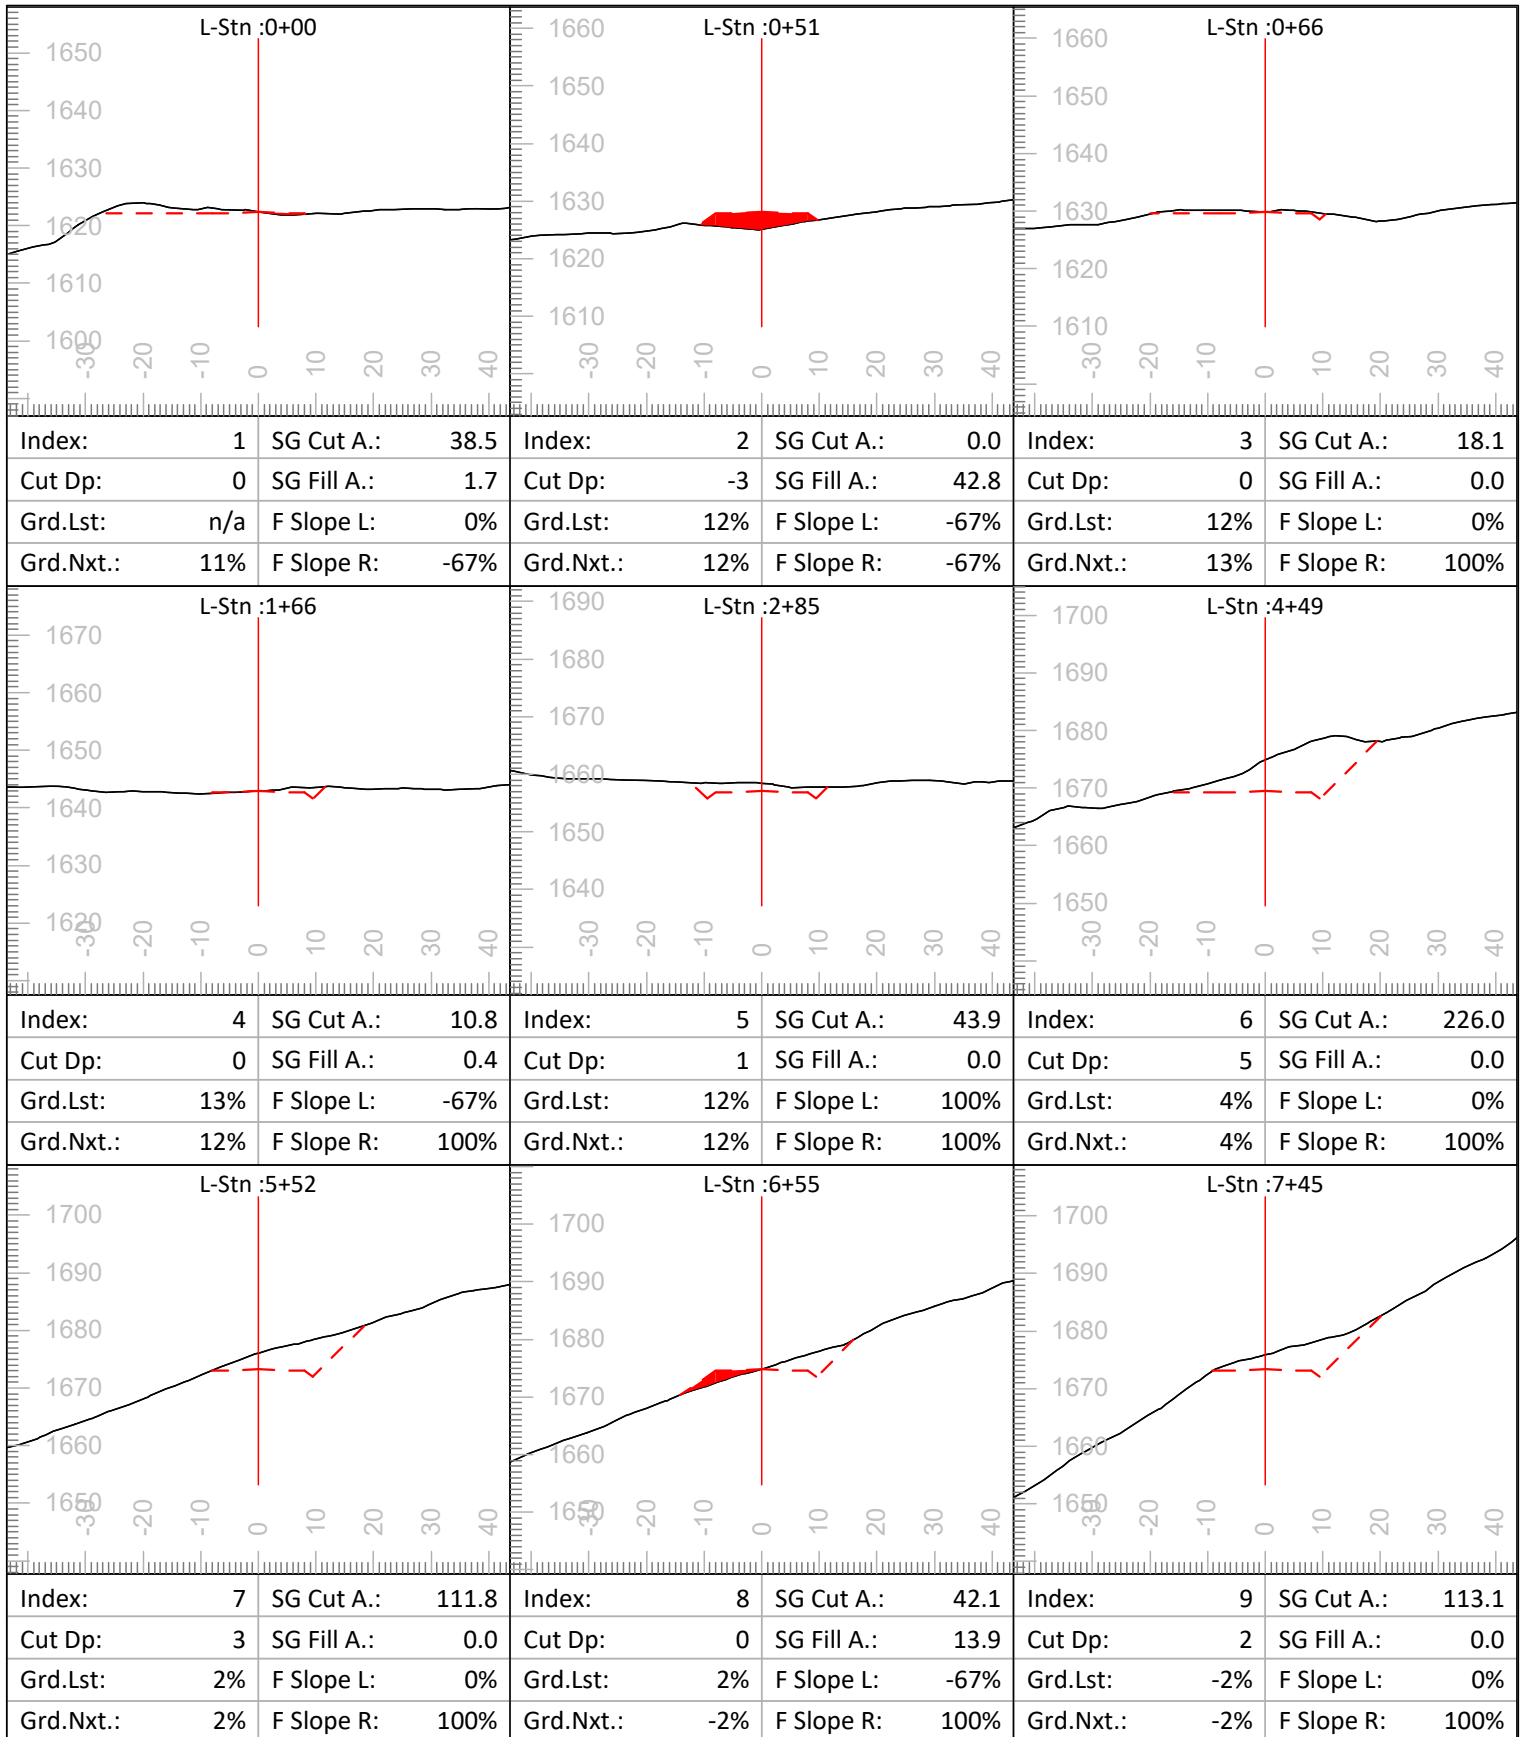 L-Stn :0+00
1650
1640
1630
1620
1610
1600
-30 -20 -10 0 10 20 30 40
Index: 1 SG Cut A.: 38.5
Cut Dp: 0 SG Fill A.: 1.7
Grd.Lst: n/a F Slope L: 0%
Grd.Nxt.: 11% F Slope R: -67%
L-Stn :0+51
1660
1650
1640
1630
1620
1610
-30 -20 -10 0 10 20 30 40
Index: 2 SG Cut A.: 0.0
Cut Dp: -3 SG Fill A.: 42.8
Grd.Lst: 12% F Slope L: -67%
Grd.Nxt.: 12% F Slope R: -67%
L-Stn :0+66
1660
1650
1640
1630
1620
1610
-30 -20 -10 0 10 20 30 40
Index: 3 SG Cut A.: 18.1
Cut Dp: 0 SG Fill A.: 0.0
Grd.Lst: 12% F Slope L: 0%
Grd.Nxt.: 13% F Slope R: 100%
L-Stn :1+66
1670
1660
1650
1640
1630
1620
-30 -20 -10 0 10 20 30 40
Index: 4 SG Cut A.: 10.8
Cut Dp: 0 SG Fill A.: 0.4
Grd.Lst: 13% F Slope L: -67%
Grd.Nxt.: 12% F Slope R: 100%
L-Stn :2+85
1690
1680
1670
1660
1650
1640
-30 -20 -10 0 10 20 30 40
Index: 5 SG Cut A.: 43.9
Cut Dp: 1 SG Fill A.: 0.0
Grd.Lst: 12% F Slope L: 100%
Grd.Nxt.: 12% F Slope R: 100%
L-Stn :4+49
1700
1690
1680
1670
1660
1650
-30 -20 -10 0 10 20 30 40
Index: 6 SG Cut A.: 226.0
Cut Dp: 5 SG Fill A.: 0.0
Grd.Lst: 4% F Slope L: 0%
Grd.Nxt.: 4% F Slope R: 100%
L-Stn :5+52
1700
1690
1680
1670
1660
1650
-30 -20 -10 0 10 20 30 40
Index: 7 SG Cut A.: 111.8
Cut Dp: 3 SG Fill A.: 0.0
Grd.Lst: 2% F Slope L: 0%
Grd.Nxt.: 2% F Slope R: 100%
L-Stn :6+55
1700
1690
1680
1670
1660
1650
-30 -20 -10 0 10 20 30 40
Index: 8 SG Cut A.: 42.1
Cut Dp: 0 SG Fill A.: 13.9
Grd.Lst: 2% F Slope L: -67%
Grd.Nxt.: -2% F Slope R: 100%
L-Stn :7+45
1700
1690
1680
1670
1660
1650
-30 -20 -10 0 10 20 30 40
Index: 9 SG Cut A.: 113.1
Cut Dp: 2 SG Fill A.: 0.0
Grd.Lst: -2% F Slope L: 0%
Grd.Nxt.: -2% F Slope R: 100%